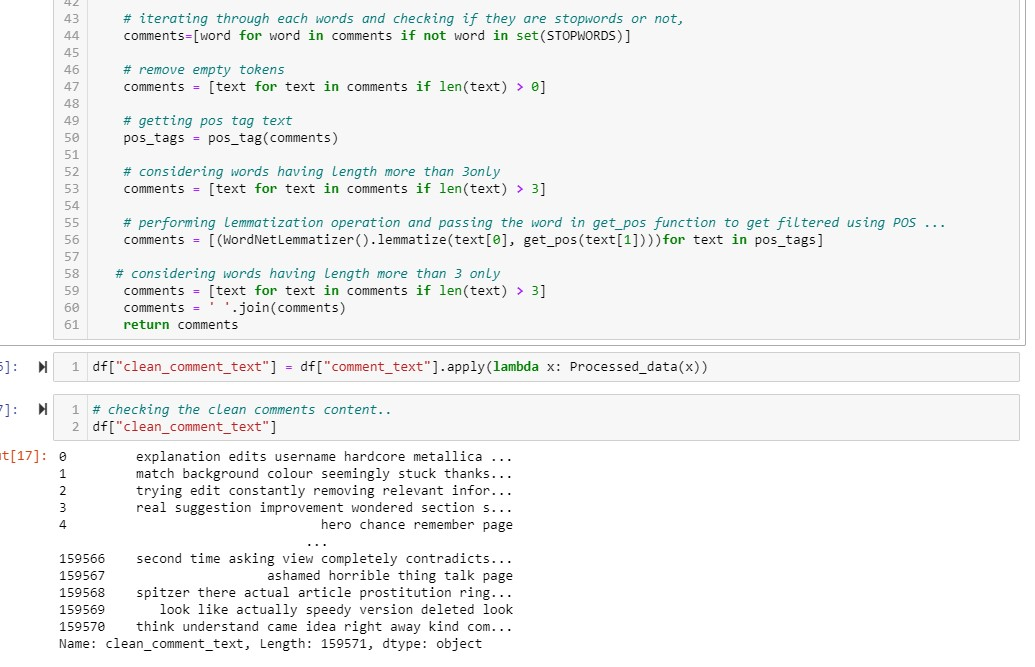 42
43 # iterating through each words and checking if they are stopwords or not,
44 comments=[word for word in comments if not word in set(STOPWORDS)]
45
46 # remove empty tokens
47 comments = [text for text in comments if len(text) > 0]
48
49 # getting pos tag text
50 pos_tags = pos_tag(comments)
51
52 # considering words having length more than 3only
53 comments = [text for text in comments if len(text) > 3]
54
55 # performing Lemmatization operation and passing the word in get_pos function to get filtered using POS ...
56 comments = [(WordNetLemmatizer().lemmatize(text[0], get_pos(text[1])))for text in pos_tags]
57
58 # considering words having length more than 3 only
59 comments = [text for text in comments if len(text) > 3]
60 comments = ' '.join(comments)
61 return comments
]: 1 df["clean_comment_text"] = df["comment_text"].apply(lambda x: Processed_data(x))
]: 1 # checking the clean comments content..
2 df["clean_comment_text"]
t[17]: 0 explanation edits username hardcore metallica ...
1 match background colour seemingly stuck thanks...
2 trying edit constantly removing relevant infor...
3 real suggestion improvement wondered section s...
4 hero chance remember page
...
159566 second time asking view completely contradicts...
159567 ashamed horrible thing talk page
159568 spitzer there actual article prostitution ring...
159569 look like actually speedy version deleted look
159570 think understand came idea right away kind com...
Name: clean_comment_text, Length: 159571, dtype: object